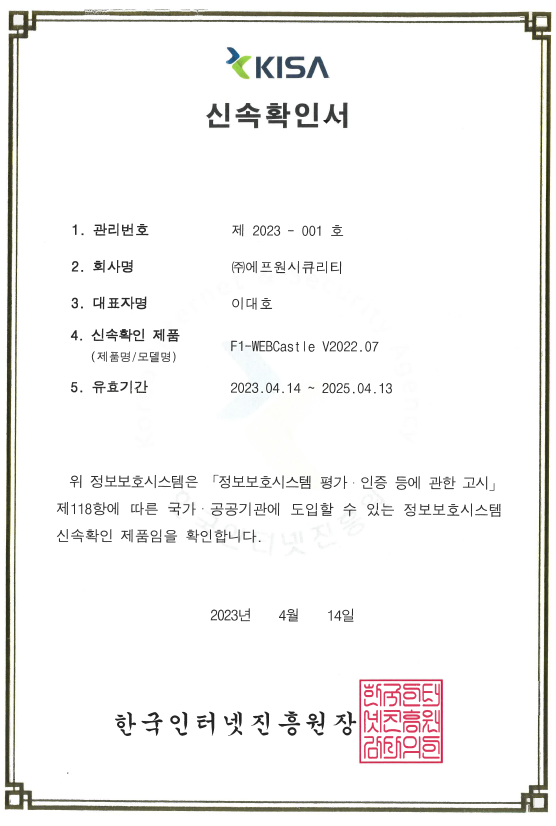 KISA
신속확인서
1. 관리번호 제 2023 - 001 호
2. 회사명 ㈜에프원시큐리티
3. 대표자명 이대호
4. 신속확인 제품 F1-WEBCastle V2022.07
(제품명/모델명)
5. 유효기간 2023.04.14 ~ 2025.04.13
위 정보보호시스템은 「정보보호시스템 평가·인증 등에 관한 고시」
제118항에 따른 국가·공공기관에 도입할 수 있는 정보보호시스템
신속확인 제품임을 확인합니다.
2023년 4월 14일
한국인터넷진흥원장